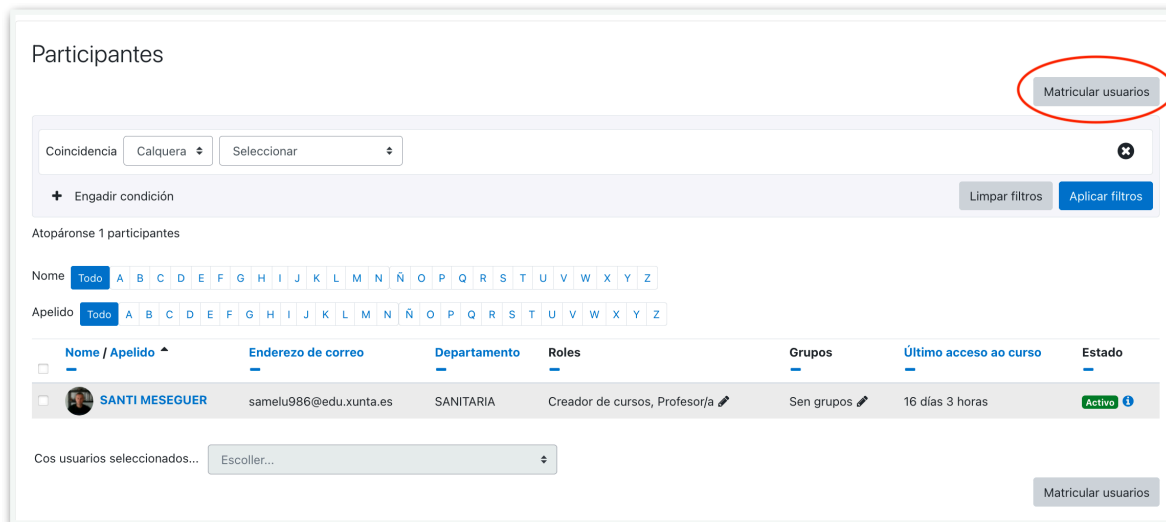 Participantes
Matricular usuarios
Coincidencia Calquera Seleccionar
Engadir condición Limpar filtros Aplicar filtros
Atopáronse 1 participantes
Nome Todo A B C D E F G H I J K L M N Ñ O P Q R S T U V W X Y Z
Apelido Todo A B C D E F G H I J K L M N Ñ O P Q R S T U V W X Y Z
Nome / Apelido Enderezo de correo Departamento Roles Grupos Último acceso ao curso Estado
SANTI MESEGUER samelu986@edu.xunta.es SANITARIA Creador de cursos, Profesor/a Sen grupos 16 días 3 horas Activo
Cos usuarios seleccionados... Escoller...
Matricular usuarios